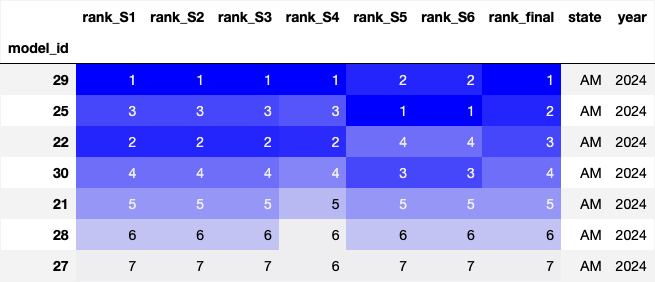 rank_S1 rank_S2 rank_S3 rank_S4 rank_S5 rank_S6 rank_final state year
model_id
29 1 1 1 1 2 2 1 AM 2024
25 3 3 3 3 1 1 2 AM 2024
22 2 2 2 2 4 4 3 AM 2024
30 4 4 4 4 3 3 4 AM 2024
21 5 5 5 5 5 5 5 AM 2024
28 6 6 6 6 6 6 6 AM 2024
27 7 7 7 6 7 7 7 AM 2024